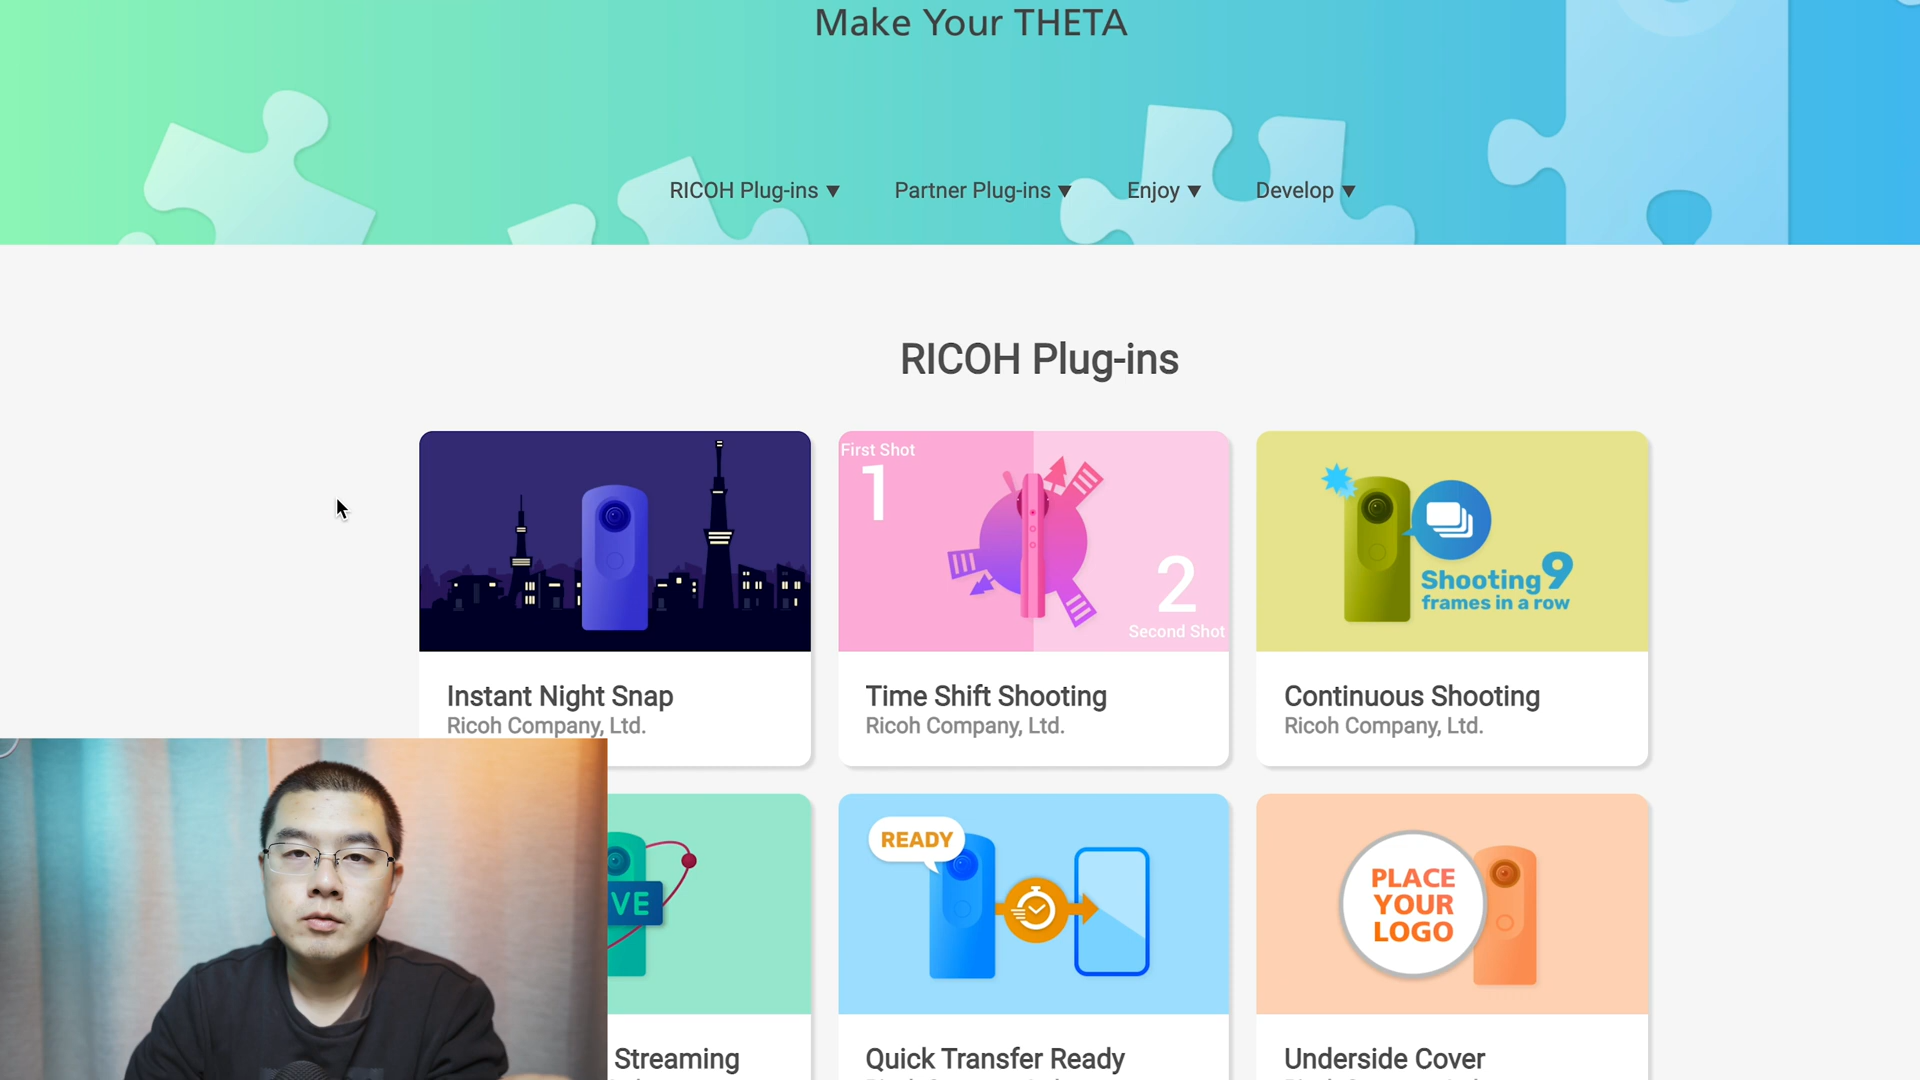 Make Your THETA
RICOH Plug-ins ▼
Partner Plug-ins ▼
Enjoy ▼
Develop ▼
RICOH Plug-ins
First Shot
1
2
Second Shot
Shooting 9
frames in a row
Instant Night Snap
Ricoh Company, Ltd.
Time Shift Shooting
Ricoh Company, Ltd.
Continuous Shooting
Ricoh Company, Ltd.
VE
READY
PLACE
YOUR
LOGO
Streaming
Quick Transfer Ready
Underside Cover